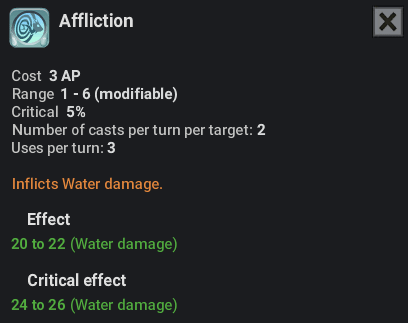 Affliction
Cost 3 AP
Range 1 - 6 (modifiable)
Critical 5%
Number of casts per turn per target: 2
Uses per turn: 3
Inflicts Water damage.
Effect
20 to 22 (Water damage)
Critical effect
24 to 26 (Water damage)